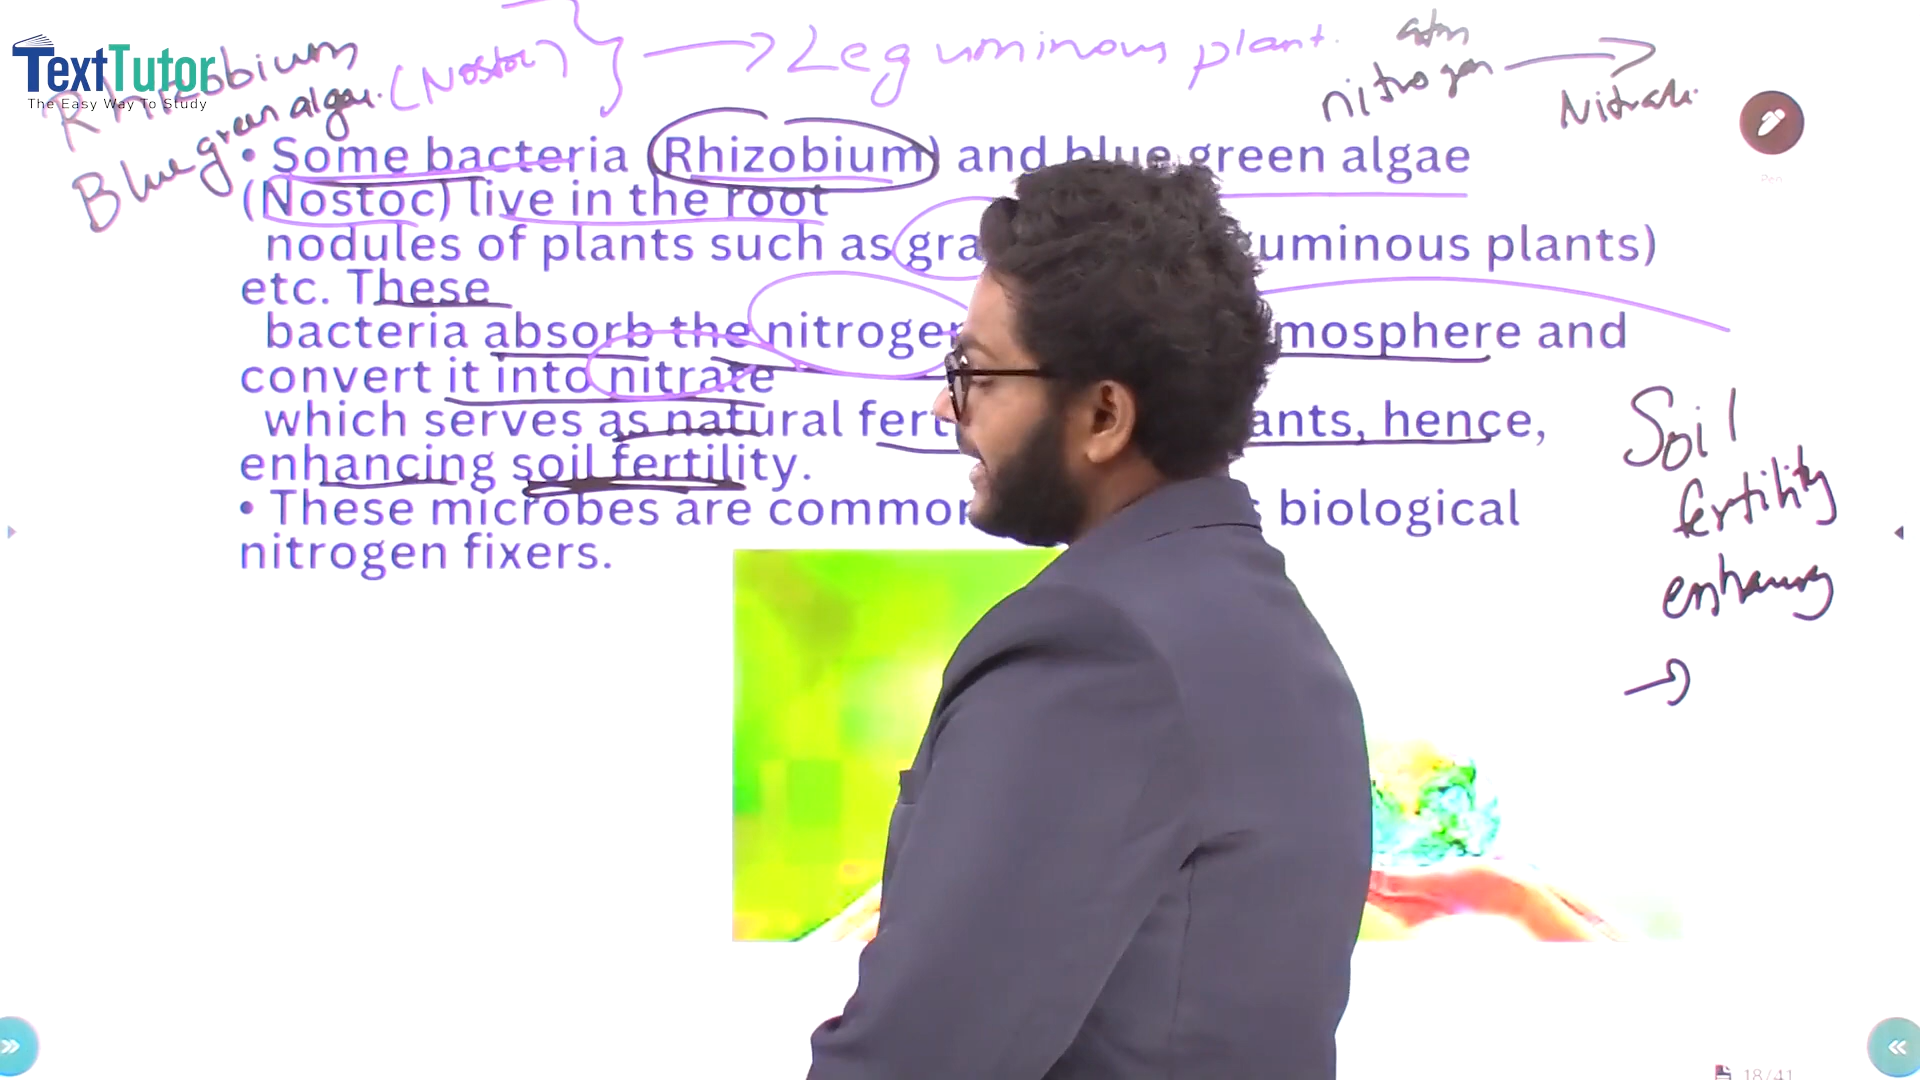 TextTutor
The Easy Way To Study
Rhizobium
Blue green algae. (Nostoc)
Leguminous plant.
atm
nitrogen
Nitrate
Pen
• Some bacteria (Rhizobium) and blue green algae
(Nostoc) live in the root
nodules of plants such as gra uminous plants)
etc. These
bacteria absorb the nitroge mosphere and
convert it into nitrate
which serves as natural fert ants, hence,
enhancing soil fertility.
• These microbes are common biological
nitrogen fixers.
Soil
fertility
18/41